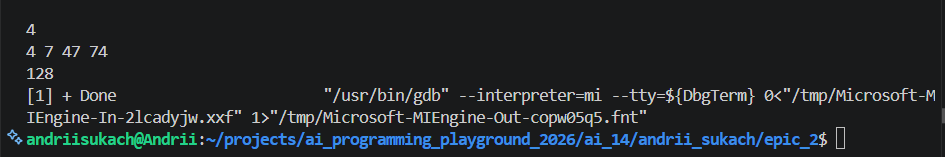 4
4 7 47 74
128
[1] + Done                       "/usr/bin/gdb" --interpreter=mi --tty=${DbgTerm} 0<"/tmp/Microsoft-M
IEngine-In-2lcadyjw.xxf" 1>"/tmp/Microsoft-MIEngine-Out-copw05q5.fnt"
andriisukach@Andrii:~/projects/ai_programming_playground_2026/ai_14/andrii_sukach/epic_2$